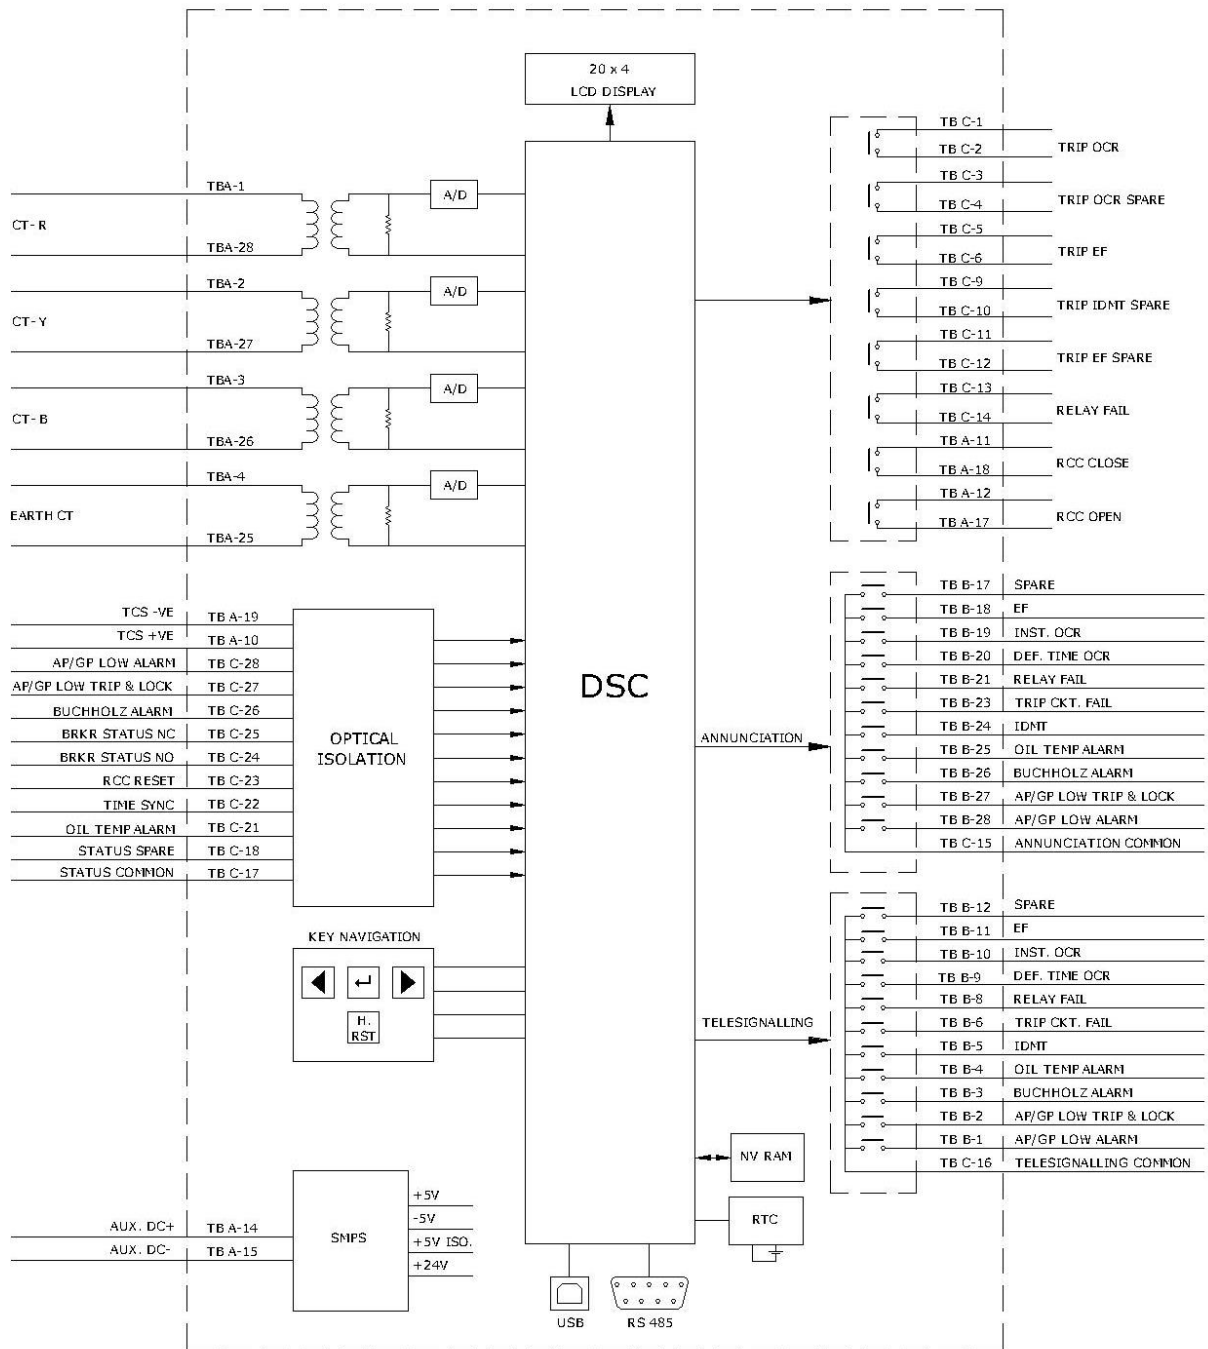 20 x 4
LCD DISPLAY
TBA-1
CT-R
TBA-28
A/D
TBA-2
CT-Y
TBA-27
A/D
TBA-3
CT-B
TBA-26
A/D
TBA-4
EARTH CT
TBA-25
A/D
TCS -VE TB A-19
TCS +VE TB A-10
AP/GP LOW ALARM TB C-28
AP/GP LOW TRIP & LOCK TB C-27
BUCHHOLZ ALARM TB C-26
BRKR STATUS NC TB C-25
BRKR STATUS NO TB C-24
RCC RESET TB C-23
TIME SYNC TB C-22
OIL TEMP ALARM TB C-21
STATUS SPARE TB C-18
STATUS COMMON TB C-17
OPTICAL
ISOLATION
KEY NAVIGATION
H.
RST
AUX. DC+ TB A-14
AUX. DC- TB A-15
SMPS
+5V
-5V
+5V ISO.
+24V
DSC
USB
RS 485
NV RAM
RTC
TB C-1
TB C-2
TRIP OCR
TB C-3
TB C-4
TRIP OCR SPARE
TB C-5
TB C-6
TRIP EF
TB C-9
TB C-10
TRIP IDMT SPARE
TB C-11
TB C-12
TRIP EF SPARE
TB C-13
TB C-14
RELAY FAIL
TB A-11
TB A-18
RCC CLOSE
TB A-12
TB A-17
RCC OPEN
ANNUNCIATION
TB B-17 SPARE
TB B-18 EF
TB B-19 INST. OCR
TB B-20 DEF. TIME OCR
TB B-21 RELAY FAIL
TB B-23 TRIP CKT. FAIL
TB B-24 IDMT
TB B-25 OIL TEMP ALARM
TB B-26 BUCHHOLZ ALARM
TB B-27 AP/GP LOW TRIP & LOCK
TB B-28 AP/GP LOW ALARM
TB C-15 ANNUNCIATION COMMON
TELESIGNALLING
TB B-12 SPARE
TB B-11 EF
TB B-10 INST. OCR
TB B-9 DEF. TIME OCR
TB B-8 RELAY FAIL
TB B-6 TRIP CKT. FAIL
TB B-5 IDMT
TB B-4 OIL TEMP ALARM
TB B-3 BUCHHOLZ ALARM
TB B-2 AP/GP LOW TRIP & LOCK
TB B-1 AP/GP LOW ALARM
TB C-16 TELESIGNALLING COMMON